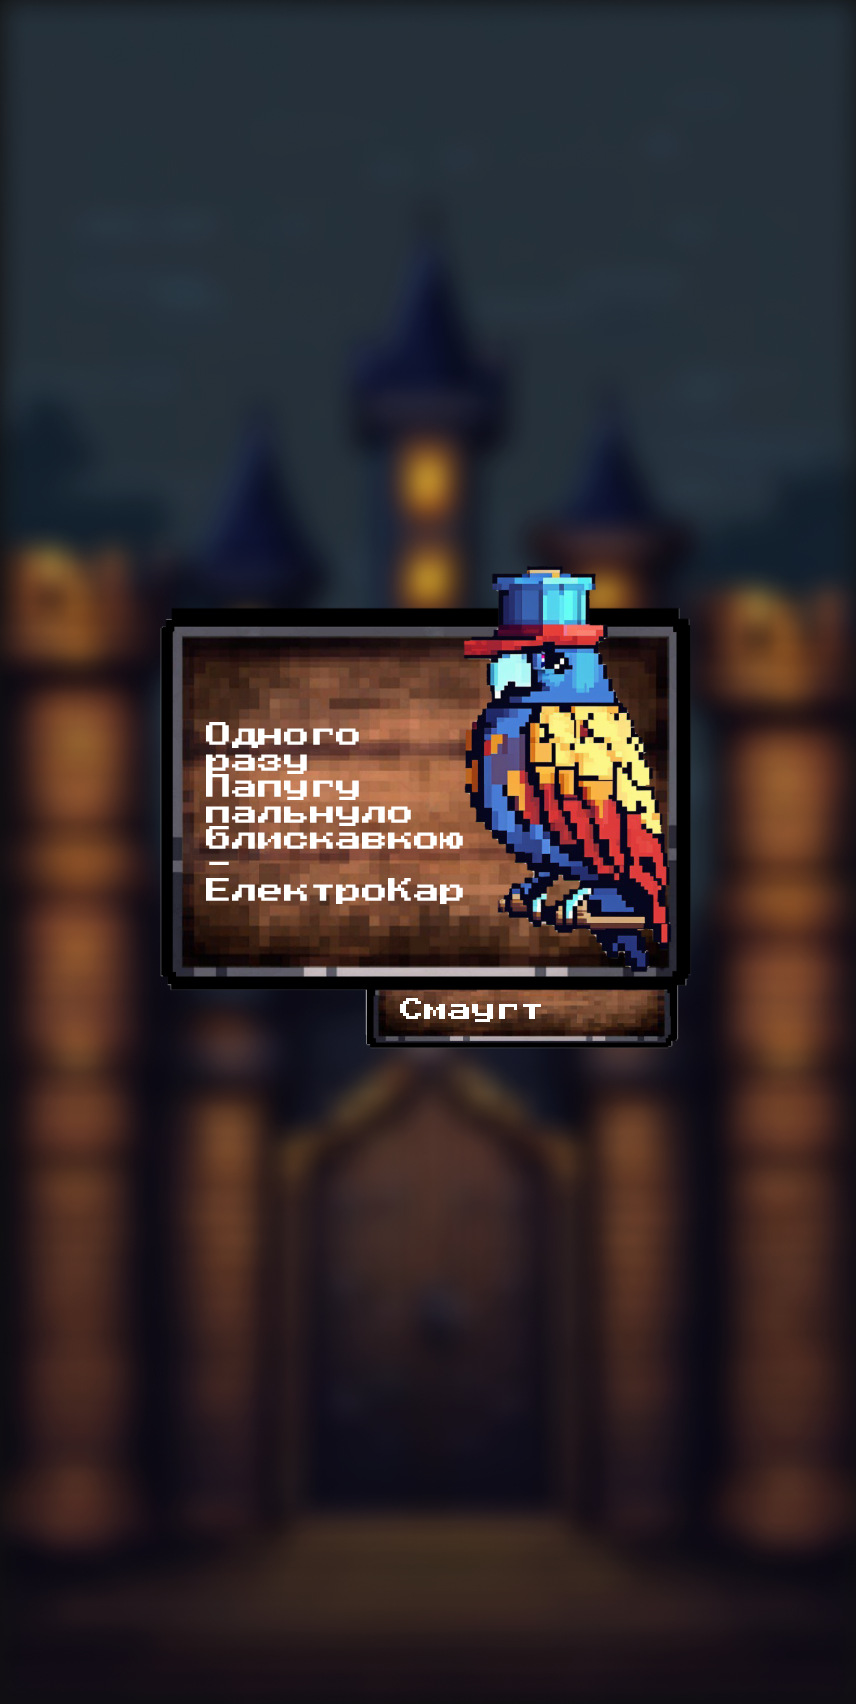 Одного
разу
Папугу
пальнуло
блискавкою
-
ЕлектроКар
Смаугт